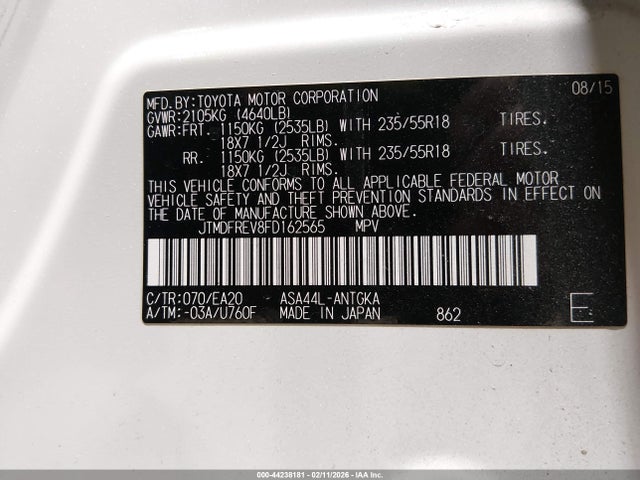 08/15
MFD.BY:TOYOTA MOTOR CORPORATION
GVWR:2105KG (4640LB)
GAWR:FRT. 1150KG (2535LB) WITH 235/55R18 TIRES.
18X7 1/2J RIMS.
RR. 1150KG (2535LB) WITH 235/55R18 TIRES.
18X7 1/2J RIMS.
THIS VEHICLE CONFORMS TO ALL APPLICABLE FEDERAL MOTOR
VEHICLE SAFETY AND THEFT PREVENTION STANDARDS IN EFFECT ON
THE DATE OF MANUFACTURE SHOWN ABOVE.
JTMDFREV8FD162565 MPV
C/TR:070/EA20 ASA44L-ANTGKA
A/TM:-03A/U760F MADE IN JAPAN 862 E
000-44238181 - 02/11/2026 - IAA Inc.